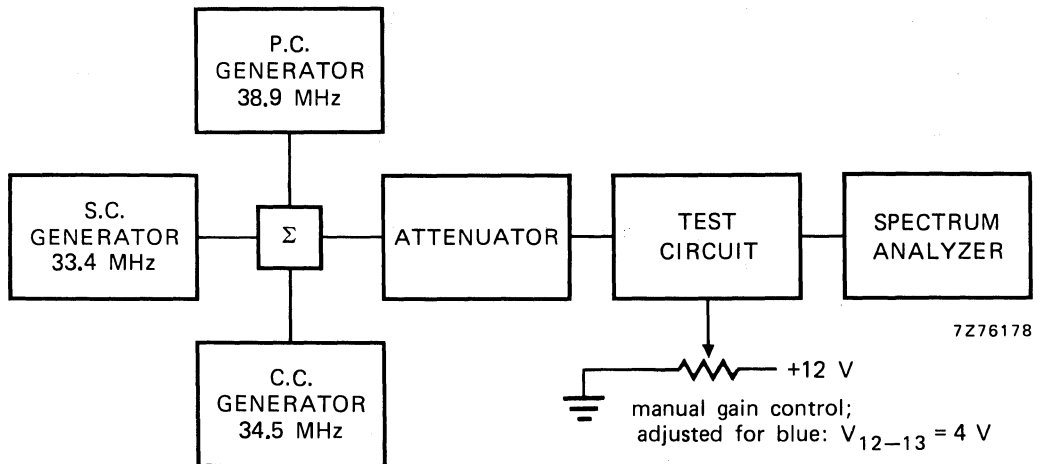 P.C.
GENERATOR
38.9 MHz
S.C.
GENERATOR
33.4 MHz
Σ
ATTENUATOR
TEST
CIRCUIT
SPECTRUM
ANALYZER
7Z76178
C.C.
GENERATOR
34.5 MHz
+12 V
manual gain control;
adjusted for blue: V12–13 = 4 V